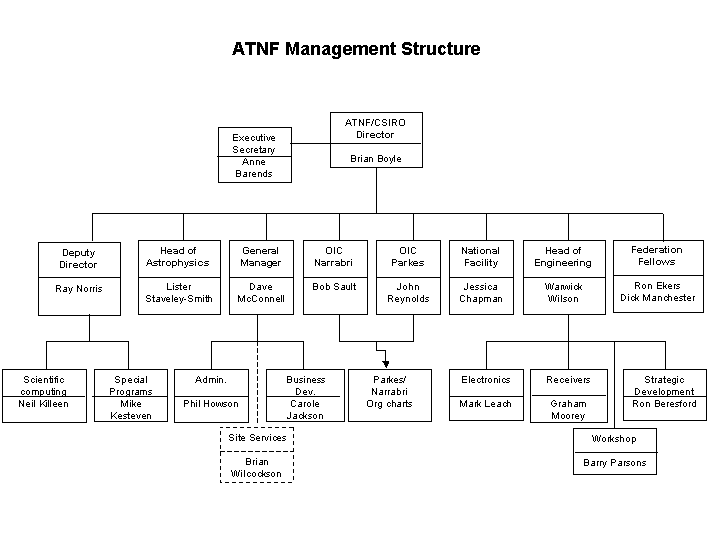 ATNF Management Structure
ATNF/CSIRO
Director
Brian Boyle
Executive
Secretary
Anne
Barends
Deputy
Director
Ray Norris
Head of
Astrophysics
Lister
Staveley-Smith
General
Manager
Dave
McConnell
OIC
Narrabri
Bob Sault
OIC
Parkes
John
Reynolds
National
Facility
Jessica
Chapman
Head of
Engineering
Warwick
Wilson
Federation
Fellows
Ron Ekers
Dick Manchester
Scientific
computing
Neil Killeen
Special
Programs
Mike
Kesteven
Admin.
Phil Howson
Business
Dev.
Carole
Jackson
Parkes/
Narrabri
Org charts
Electronics
Mark Leach
Receivers
Graham
Moorey
Strategic
Development
Ron Beresford
Site Services
Brian
Wilcockson
Workshop
Barry Parsons